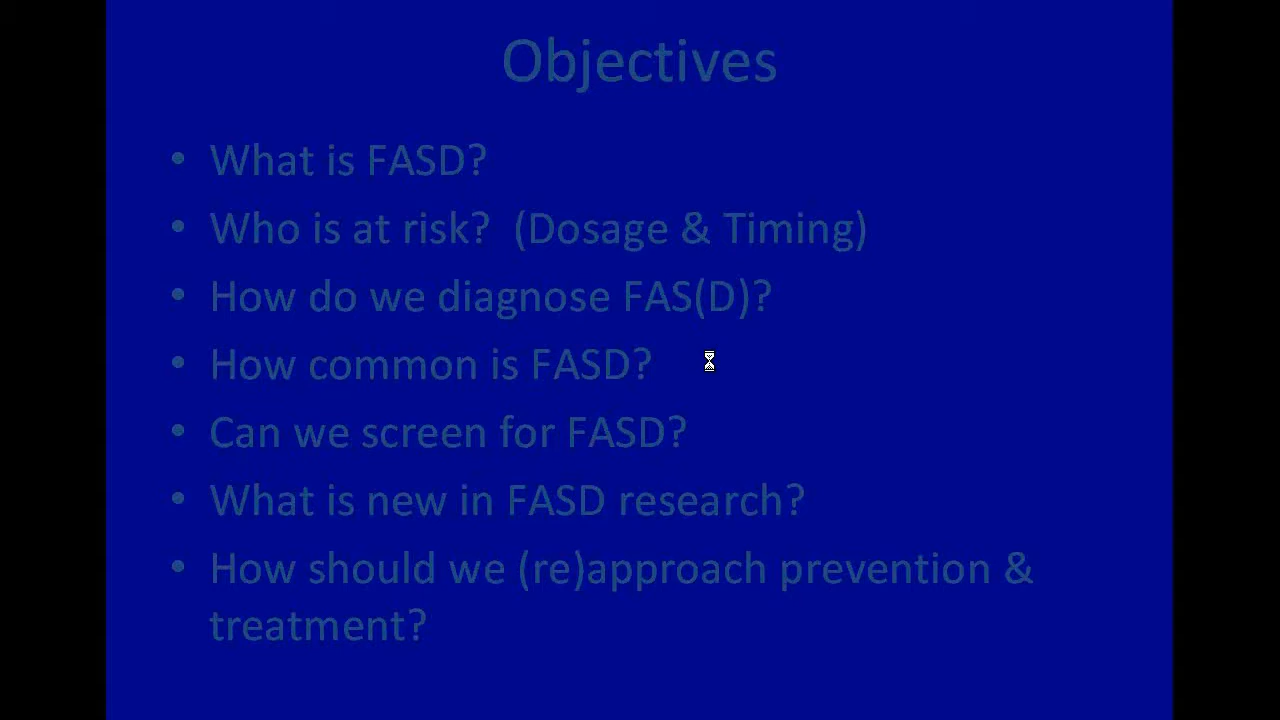 Objectives
• What is FASD?
• Who is at risk?  (Dosage & Timing)
• How do we diagnose FAS(D)?
• How common is FASD?
• Can we screen for FASD?
• What is new in FASD research?
• How should we (re)approach prevention &
treatment?